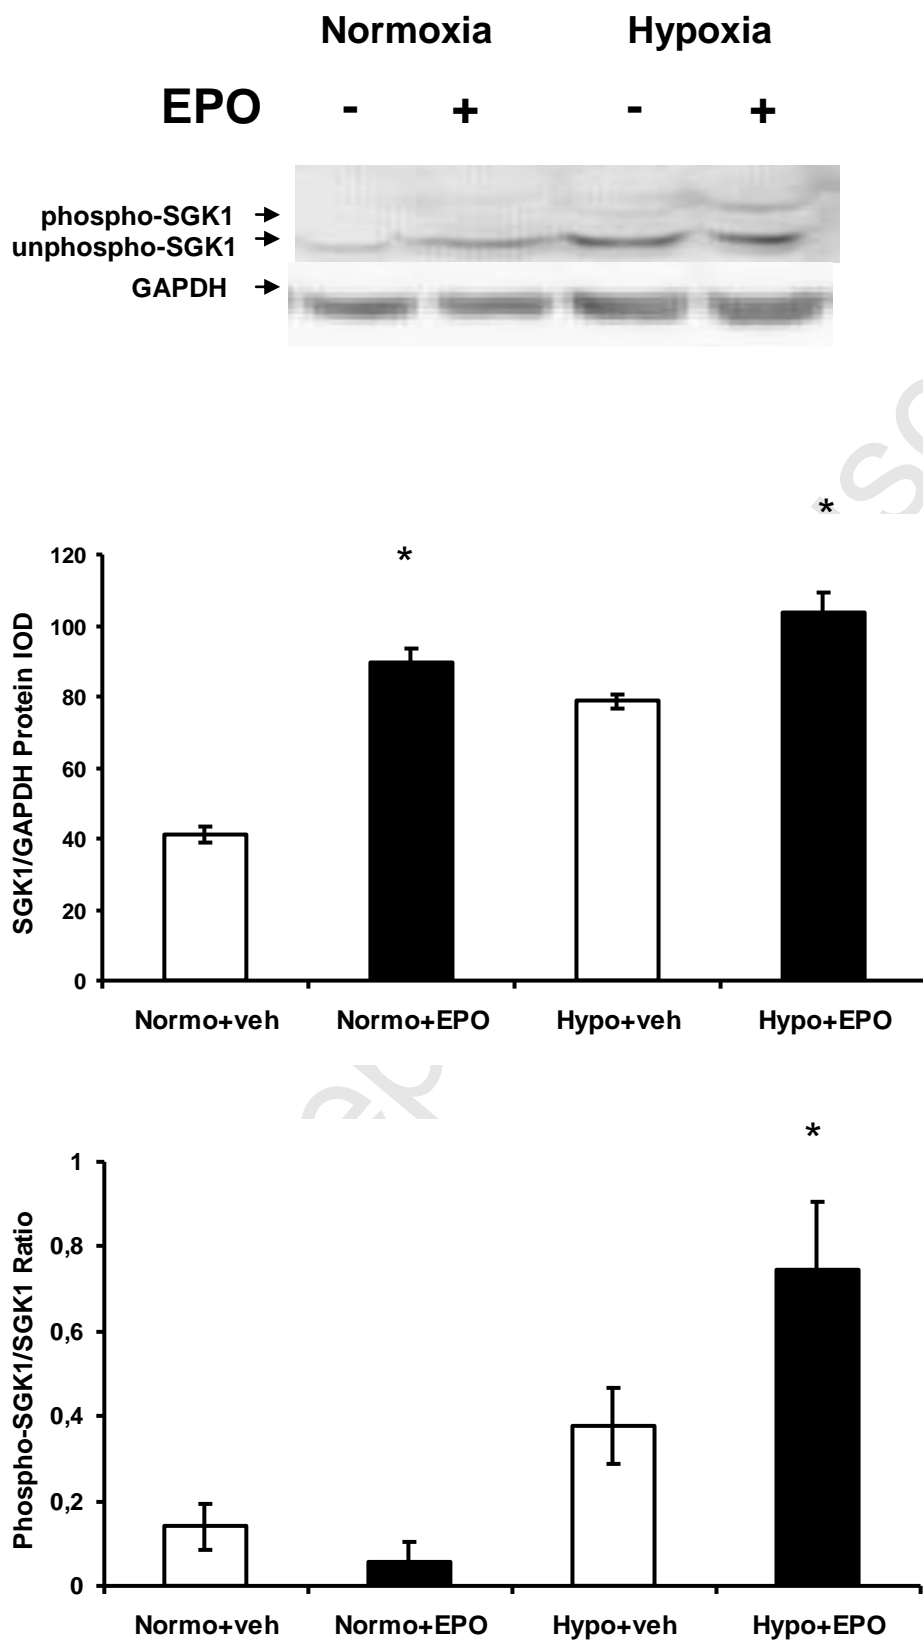 Normoxia Hypoxia
EPO - + - +
phospho-SGK1
unphospho-SGK1
GAPDH
*
*
SGK1/GAPDH Protein IOD
120
100
80
60
40
20
0
Normo+veh Normo+EPO Hypo+veh Hypo+EPO
*
Phospho-SGK1/SGK1 Ratio
1
0,8
0,6
0,4
0,2
0
Normo+veh Normo+EPO Hypo+veh Hypo+EPO